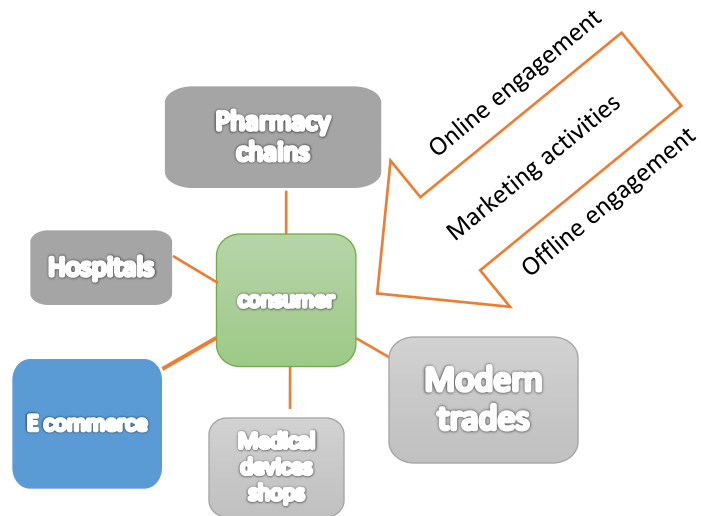 Online engagement
Marketing activities
Offline engagement
Pharmacy
chains
Hospitals
consumer
Modern
trades
E commerce
Medical
devices
shops